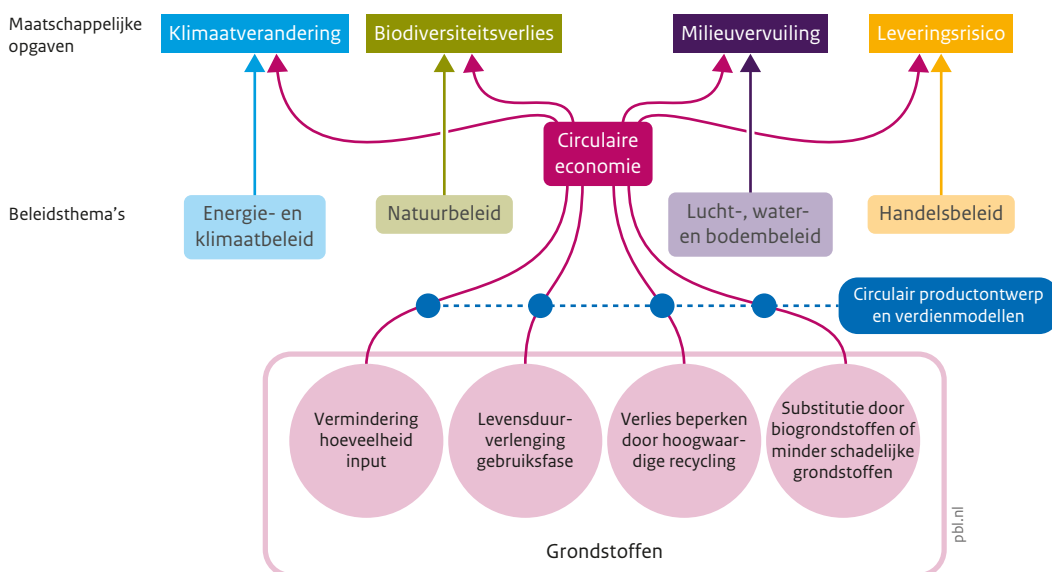 Maatschappelijke
opgaven
Klimaatverandering
Biodiversiteitsverlies
Milieuvervuiling
Leveringsrisico
Circulaire
economie
Beleidsthema's
Energie- en
klimaatbeleid
Natuurbeleid
Lucht-, water-
en bodembeleid
Handelsbeleid
Circulair productontwerp
en verdienmodellen
Vermindering
hoeveelheid
input
Levensduur-
verlenging
gebruiksfase
Verlies beperken
door hoogwaar-
dige recycling
Substitutie door
biogrondstoffen of
minder schadelijke
grondstoffen
Grondstoffen
pbl.nl